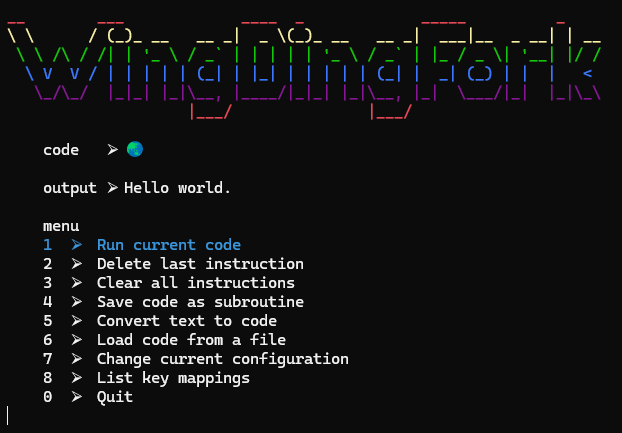 WingDingFork
code ➢ 🌏
output ➢ Hello world.
menu
1 ➢ Run current code
2 ➢ Delete last instruction
3 ➢ Clear all instructions
4 ➢ Save code as subroutine
5 ➢ Convert text to code
6 ➢ Load code from a file
7 ➢ Change current configuration
8 ➢ List key mappings
0 ➢ Quit